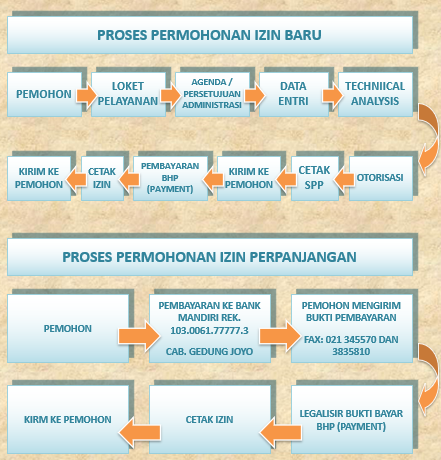 PROSES PERMOHONAN IZIN BARU
PEMOHON
LOKET
PELAYANAN
AGENDA /
PERSETUJUAN
ADMINISTRASI
DATA
ENTRI
TECHNIICAL
ANALYSIS
KIRIM KE
PEMOHON
CETAK
IZIN
PEMBAYARAN
BHP
(PAYMENT)
KIRIM KE
PEMOHON
CETAK
SPP
OTORISASI
PROSES PERMOHONAN IZIN PERPANJANGAN
PEMOHON
PEMBAYARAN KE BANK
MANDIRI REK.
103.0061.77777.3
CAB. GEDUNG JOYO
PEMOHON MENGIRIM
BUKTI PEMBAYARAN
FAX: 021 345570 DAN
3835810
KIRM KE PEMOHON
CETAK IZIN
LEGALISIR BUKTI BAYAR
BHP (PAYMENT)